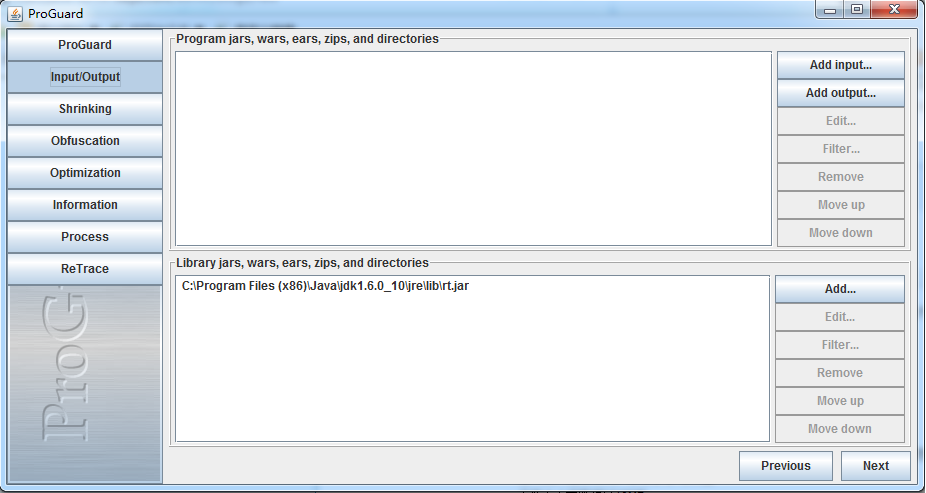 ProGuard
ProGuard
Input/Output
Shrinking
Obfuscation
Optimization
Information
Process
ReTrace
ProG
Program jars, wars, ears, zips, and directories
Add input...
Add output...
Edit...
Filter...
Remove
Move up
Move down
Library jars, wars, ears, zips, and directories
C:\Program Files (x86)\Java\jdk1.6.0_10\jre\lib\rt.jar
Add...
Edit...
Filter...
Remove
Move up
Move down
Previous
Next